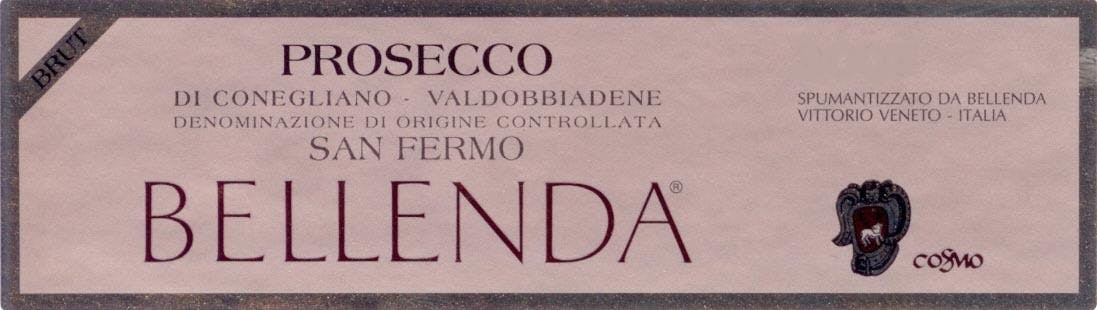 BRUT
PROSECCO
DI CONEGLIANO - VALDOBBIADENE
DENOMINAZIONE DI ORIGINE CONTROLLATA
SAN FERMO
BELLENDA®
SPUMANTIZZATO DA BELLENDA
VITTORIO VENETO - ITALIA
COSMO